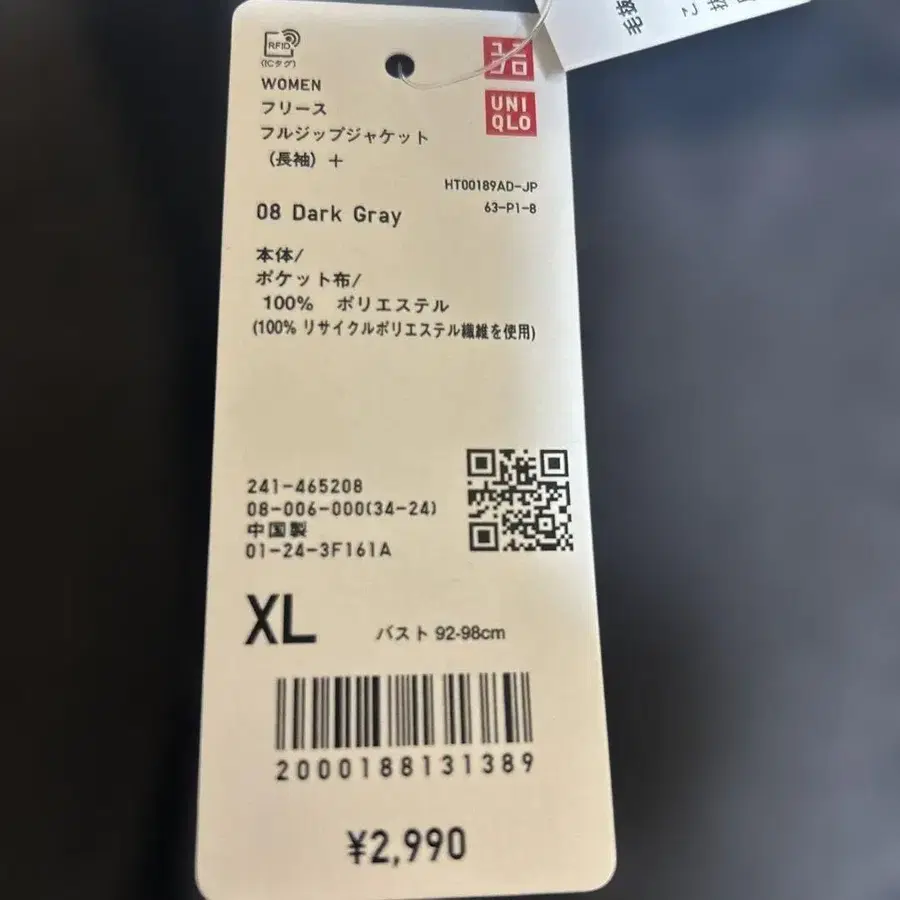 RFID
(ICタグ)
WOMEN
フリース
フルジップジャケット
(長袖) +
ユニ
クロ
UNI
QLO
HT00189AD-JP
63-P1-8
08 Dark Gray
本体/
ポケット布/
100% ポリエステル
(100% リサイクルポリエステル繊維を使用)
241-465208
08-006-000(34-24)
中国製
01-24-3F161A
XL バスト 92-98cm
2000188131389
¥2,990